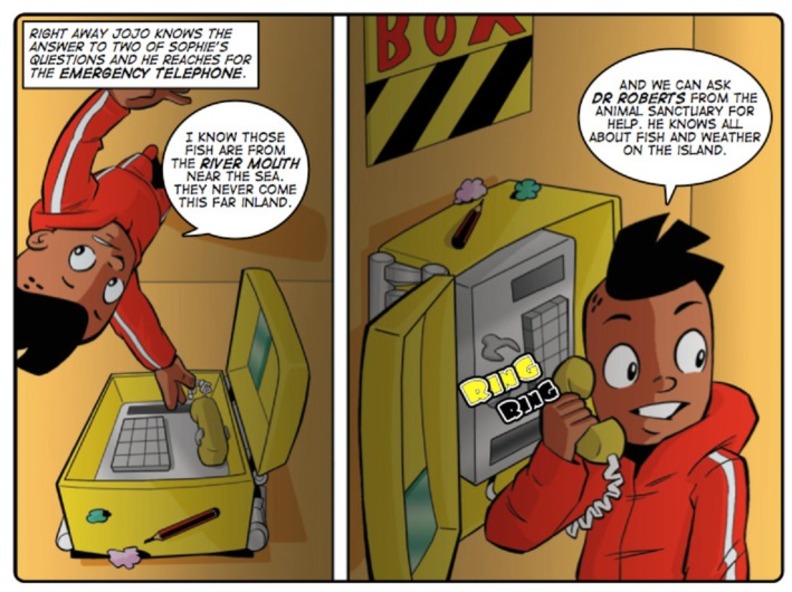 RIGHT AWAY JOJO KNOWS THE
ANSWER TO TWO OF SOPHIE'S
QUESTIONS AND HE REACHES FOR
THE EMERGENCY TELEPHONE.
I KNOW THOSE
FISH ARE FROM
THE RIVER MOUTH
NEAR THE SEA.
THEY NEVER COME
THIS FAR INLAND.
BOX
AND WE CAN ASK
DR ROBERTS FROM THE
ANIMAL SANCTUARY FOR
HELP. HE KNOWS ALL
ABOUT FISH AND WEATHER
ON THE ISLAND.
RING
RING